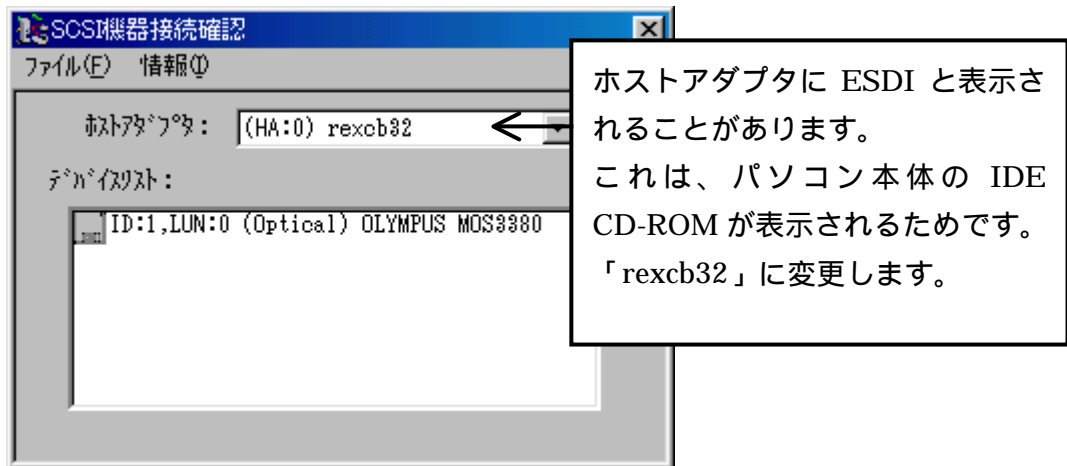 SCSI機器接続確認
ファイル(F) 情報(I)
ﾎｽﾄｱﾀﾞﾌﾟﾀ： (HA:0) rexcb32
ﾃﾞﾊﾞｲｽﾘｽﾄ：
ID:1,LUN:0 (Optical) OLYMPUS MOS3380
ホストアダプタに ESDI と表示さ
れることがあります。
これは、パソコン本体の IDE
CD-ROM が表示されるためです。
「rexcb32」に変更します。